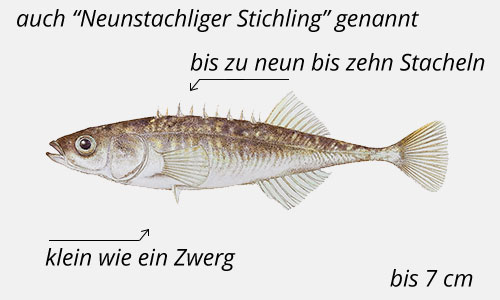 auch “Neunstachliger Stichling” genannt
bis zu neun bis zehn Stacheln
klein wie ein Zwerg
bis 7 cm